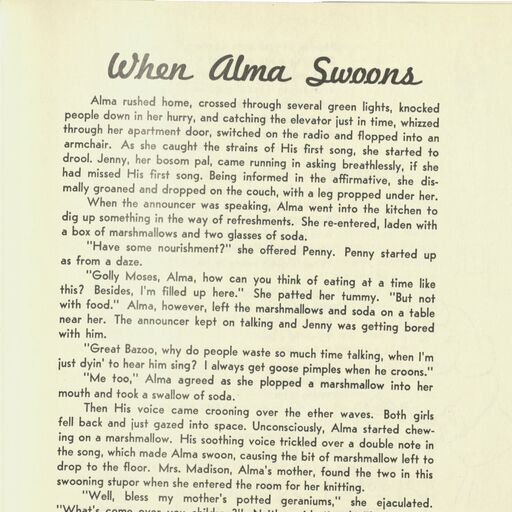 When Alma Swoons
Alma rushed home, crossed through several green lights, knocked
people down in her hurry, and catching the elevator just in time, whizzed
through her apartment door, switched on the radio and flopped into an
armchair. As she caught the strains of His first song, she started to
drool. Jenny, her bosom pal, came running in asking breathlessly, if she
had missed His first song. Being informed in the affirmative, she dis-
mally groaned and dropped on the couch, with a leg propped under her.
When the announcer was speaking, Alma went into the kitchen to
dig up something in the way of refreshments. She re-entered, laden with
a box of marshmallows and two glasses of soda.
"Have some nourishment?" she offered Penny. Penny started up
as from a daze.
"Golly Moses, Alma, how can you think of eating at a time like
this? Besides, I'm filled up here." She patted her tummy. "But not
with food." Alma, however, left the marshmallows and soda on a table
near her. The announcer kept on talking and Jenny was getting bored
with him.
"Great Bazoo, why do people waste so much time talking, when I'm
just dyin' to hear him sing? I always get goose pimples when he croons."
"Me too," Alma agreed as she plopped a marshmallow into her
mouth and took a swallow of soda.
Then His voice came crooning over the ether waves. Both girls
fell back and just gazed into space. Unconsciously, Alma started chew-
ing on a marshmallow. His soothing voice trickled over a double note in
the song, which made Alma swoon, causing the bit of marshmallow left to
drop to the floor. Mrs. Madison, Alma's mother, found the two in this
swooning stupor when she entered the room for her knitting.
"Well, bless my mother's potted geraniums," she ejaculated.
"What's come over you